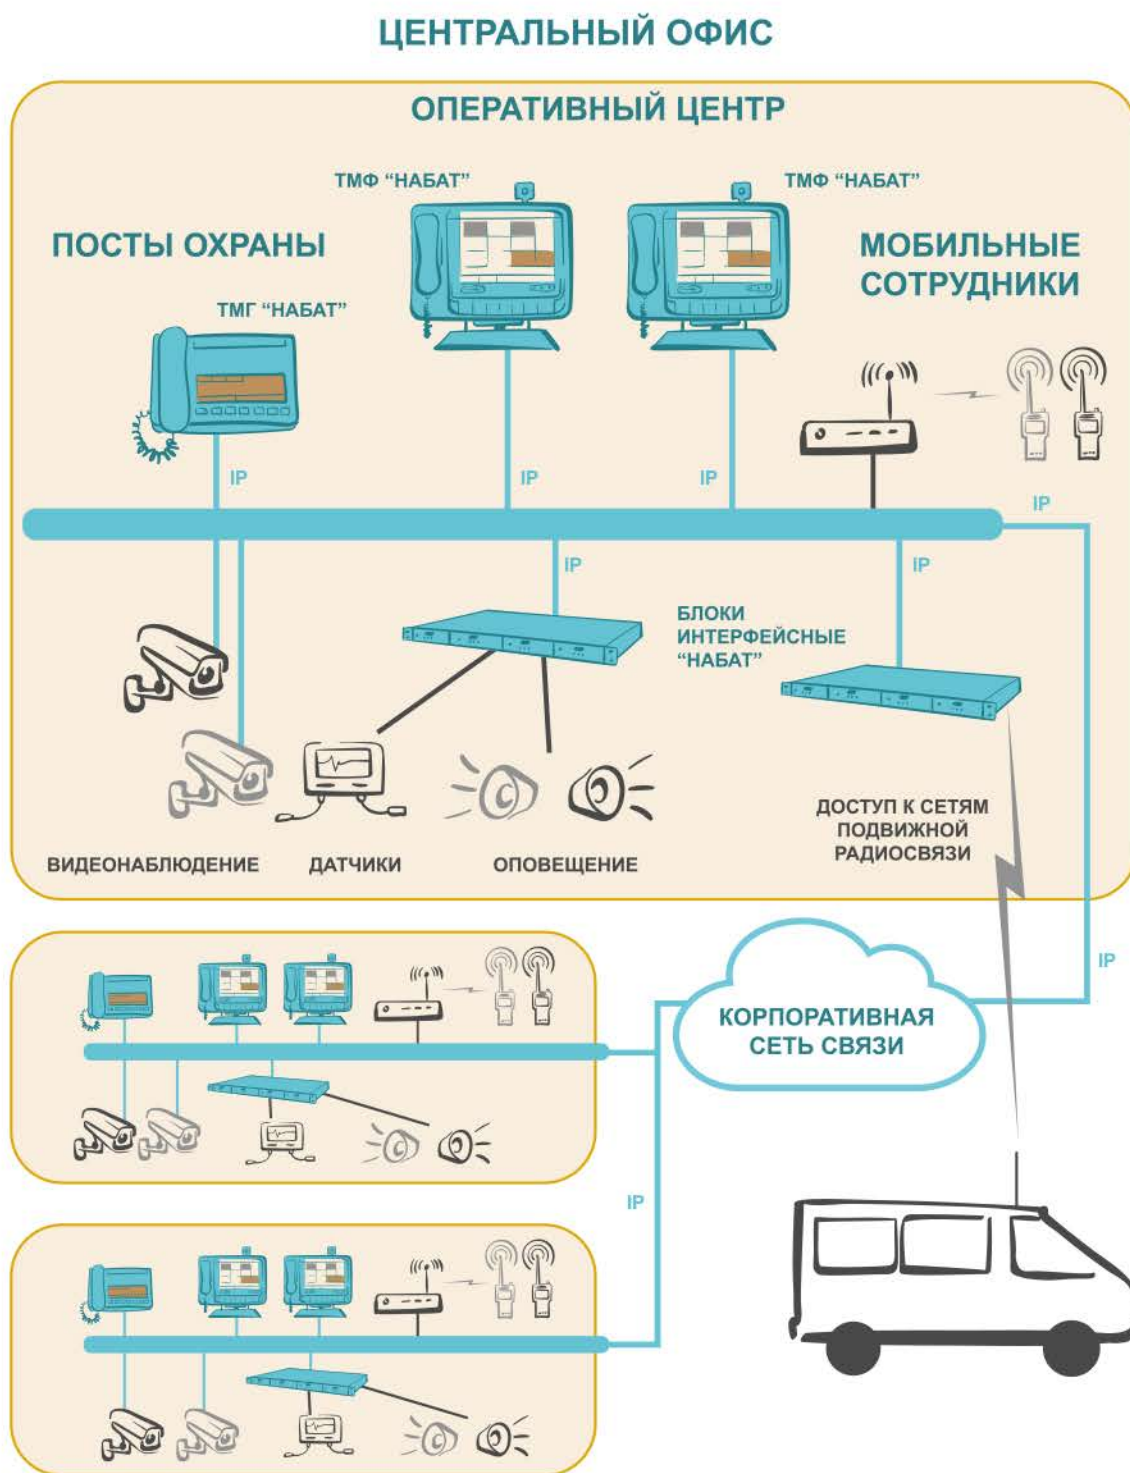 ЦЕНТРАЛЬНЫЙ ОФИС
ОПЕРАТИВНЫЙ ЦЕНТР
ТМФ “НАБАТ”
ТМФ “НАБАТ”
ПОСТЫ ОХРАНЫ
МОБИЛЬНЫЕ
СОТРУДНИКИ
ТМГ “НАБАТ”
IP
IP
IP
IP
IP
IP
БЛОКИ
ИНТЕРФЕЙСНЫЕ
“НАБАТ”
ДОСТУП К СЕТЯМ
ПОДВИЖНОЙ
РАДИОСВЯЗИ
ВИДЕОНАБЛЮДЕНИЕ
ДАТЧИКИ
ОПОВЕЩЕНИЕ
IP
КОРПОРАТИВНАЯ
СЕТЬ СВЯЗИ
IP